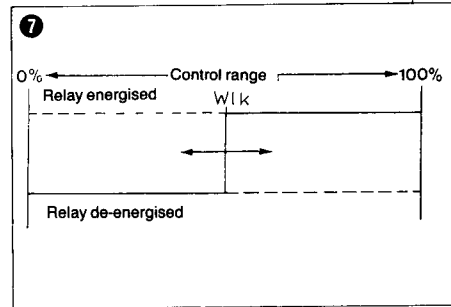 7
0% Control range 100%
Relay energised
Wlk
Relay de-energised